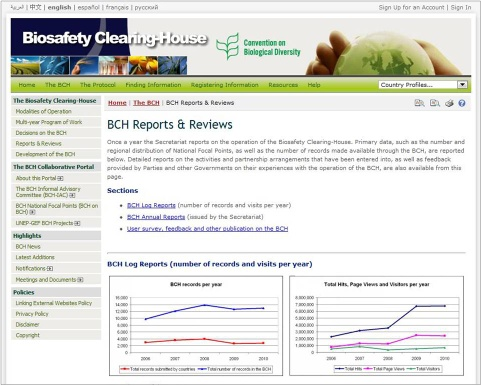 العربية | 中文 | english | español | français | русский
Sign Up for an Account | Sign In
Biosafety Clearing-House
Convention on
Biological Diversity
Home The BCH The Protocol Finding Information Registering Information Resources Help
Country Profiles...
The Biosafety Clearing-House
Modalities of Operation
Multi-year Program of Work
Decisions on the BCH
Reports & Reviews
Development of the BCH
The BCH Collaborative Portal
About this Portal
The BCH Informal Advisory
Committee (BCH-IAC)
BCH National Focal Points (BCH on
BCH)
UNEP-GEF BCH Projects
Highlights
BCH News
Latest Additions
Notifications
Meetings and Documents
Policies
Linking External Websites Policy
Privacy Policy
Disclaimer
Copyright
Home | The BCH | BCH Reports & Reviews
BCH Reports & Reviews
Once a year the Secretariat reports on the operation of the Biosafety Clearing-House. Primary data, such as the number and
regional distribution of National Focal Points, as well as the number of records made available through the BCH, are reported
below. Detailed reports on the activities and partnership arrangements that have been entered into, as well as feedback
provided by Parties and other Governments on their experiences with the operation of the BCH, are also available from this
page.
Sections
BCH Log Reports (number of records and visits per year)
BCH Annual Reports (issued by the Secretariat)
User survey, feedback and other publication on the BCH
BCH Log Reports (number of records and visits per year)
BCH records per year
16,000
14,000
12,000
10,000
8,000
6,000
4,000
2,000
0
2006 2007 2008 2009 2010
Total records submitted by countries Total number of records in the BCH
Total Hits, Page Views and Visitors per year
8,000,000
7,000,000
6,000,000
5,000,000
4,000,000
3,000,000
2,000,000
1,000,000
0
2006 2007 2008 2009 2010
Total Hits Total Page Views Total Visitors